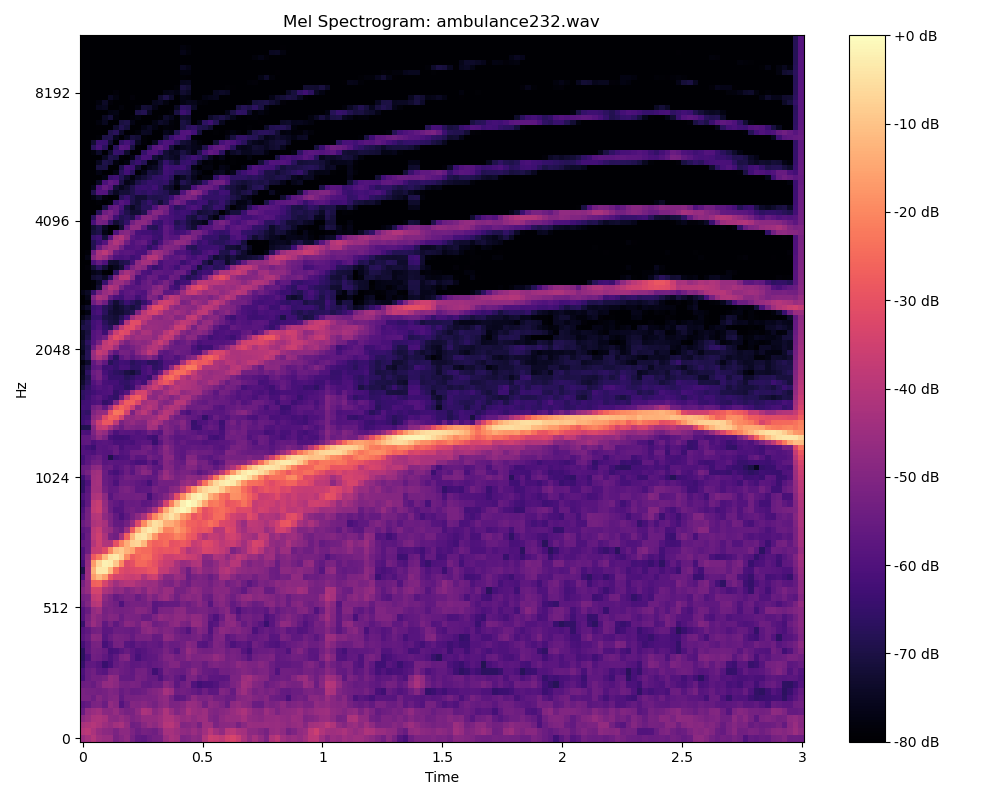 Mel Spectrogram: ambulance232.wav
Hz
8192
4096
2048
1024
512
0
0
0.5
1
1.5
2
2.5
3
Time
+0 dB
-10 dB
-20 dB
-30 dB
-40 dB
-50 dB
-60 dB
-70 dB
-80 dB